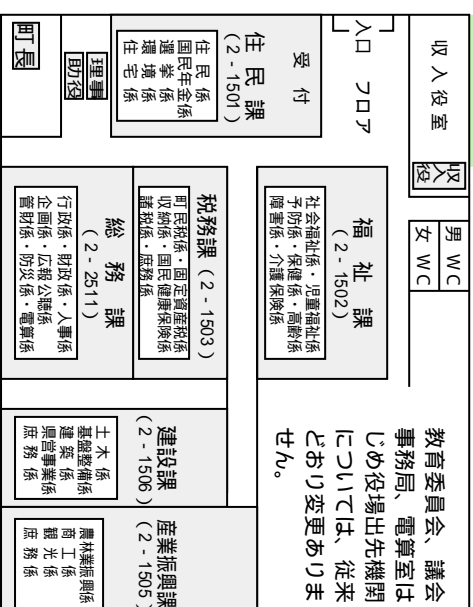 収入役室
収入役
男 WC
女 WC
入口 フロア
受付
住民課
(2-1501)
住民係
国民年金係
選挙係
環境係
住宅係
理事
助役
町長
福祉課
(2-1502)
社会福祉係・児童福祉係
予防係・保健係・高齢
障害係・介護保険係
税務課(2-1503)
町民税係・固定資産税係
収納係・国民健康保険係
諸税係・庶務係
総務課
(2-2511)
行政係・財政係・人事係
企画係・広報公聴係
管財係・防災係・電算係
教育委員会、議会
事務局、電算室は
じめ役場出先機関
については、従来
どおり変更ありま
せん。
建設課
(2-1506)
土木係
基盤整備係
建築係
県営事業係
庶務係
産業振興課
(2-1505)
農林業振興係
商工係
観光係
庶務係